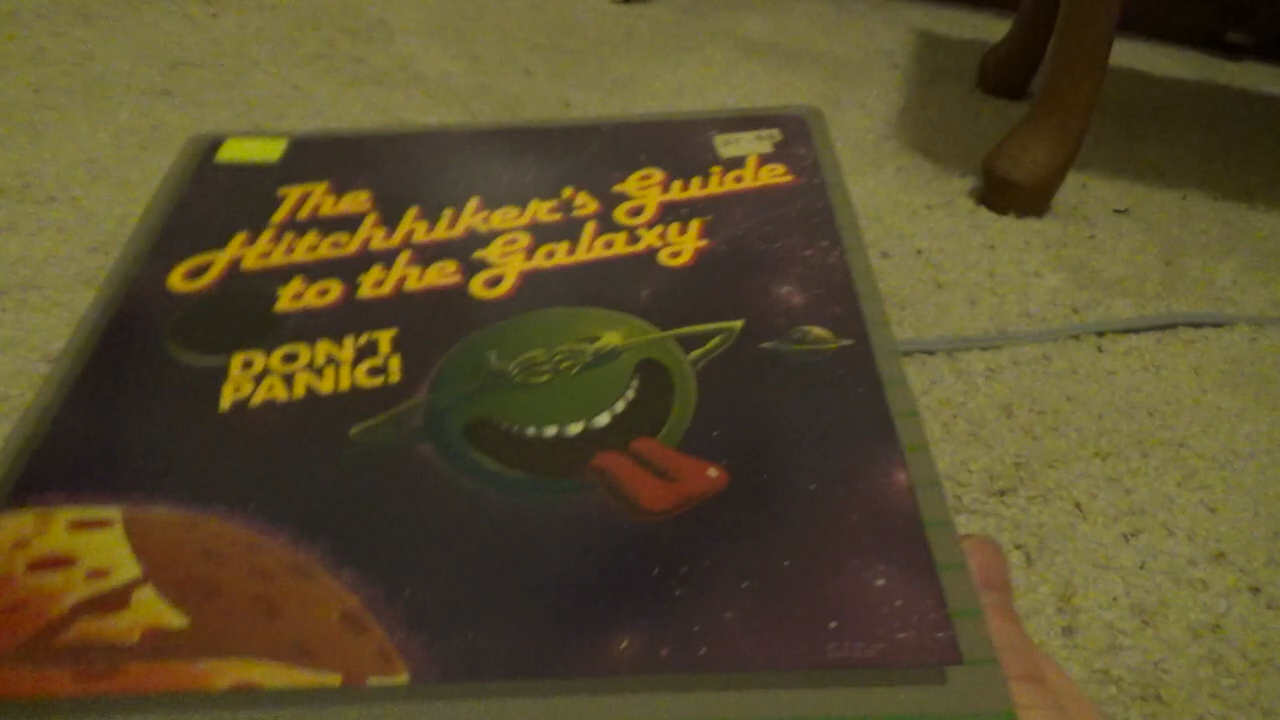 The
Hitchhiker's Guide
to the Galaxy
DON'T
PANIC!